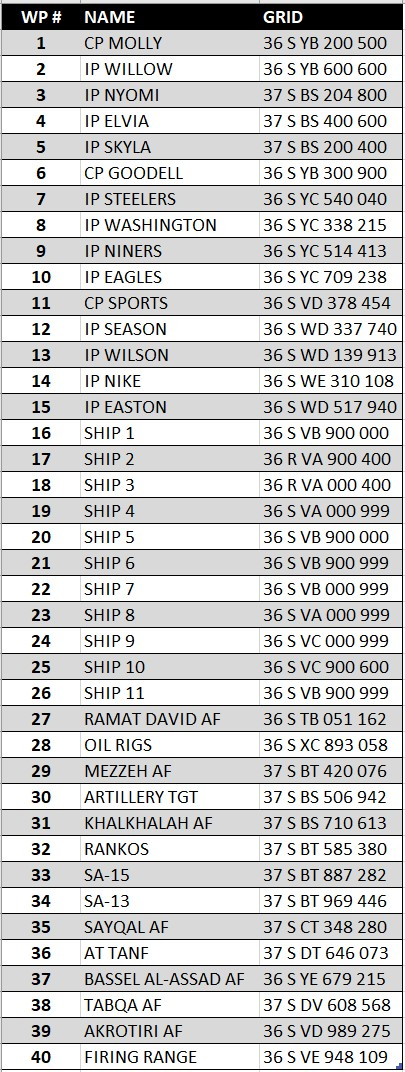 WP # NAME GRID
1 CP MOLLY 36 S YB 200 500
2 IP WILLOW 36 S YB 600 600
3 IP NYOMI 37 S BS 204 800
4 IP ELVIA 37 S BS 400 600
5 IP SKYLA 37 S BS 200 400
6 CP GOODELL 36 S YB 300 900
7 IP STEELERS 36 S YC 540 040
8 IP WASHINGTON 36 S YC 338 215
9 IP NINERS 36 S YC 514 413
10 IP EAGLES 36 S YC 709 238
11 CP SPORTS 36 S VD 378 454
12 IP SEASON 36 S WD 337 740
13 IP WILSON 36 S WD 139 913
14 IP NIKE 36 S WE 310 108
15 IP EASTON 36 S WD 517 940
16 SHIP 1 36 S VB 900 000
17 SHIP 2 36 R VA 900 400
18 SHIP 3 36 R VA 000 400
19 SHIP 4 36 S VA 000 999
20 SHIP 5 36 S VB 900 000
21 SHIP 6 36 S VB 900 999
22 SHIP 7 36 S VB 000 999
23 SHIP 8 36 S VA 000 999
24 SHIP 9 36 S VC 000 999
25 SHIP 10 36 S VC 900 600
26 SHIP 11 36 S VB 900 999
27 RAMAT DAVID AF 36 S TB 051 162
28 OIL RIGS 36 S XC 893 058
29 MEZZEH AF 37 S BT 420 076
30 ARTILLERY TGT 37 S BS 506 942
31 KHALKHALAH AF 37 S BS 710 613
32 RANKOS 37 S BT 585 380
33 SA-15 37 S BT 887 282
34 SA-13 37 S BT 969 446
35 SAYQAL AF 37 S CT 348 280
36 AT TANF 37 S DT 646 073
37 BASSEL AL-ASSAD AF 36 S YE 679 215
38 TABQA AF 37 S DV 608 568
39 AKROTIRI AF 36 S VD 989 275
40 FIRING RANGE 36 S VE 948 109